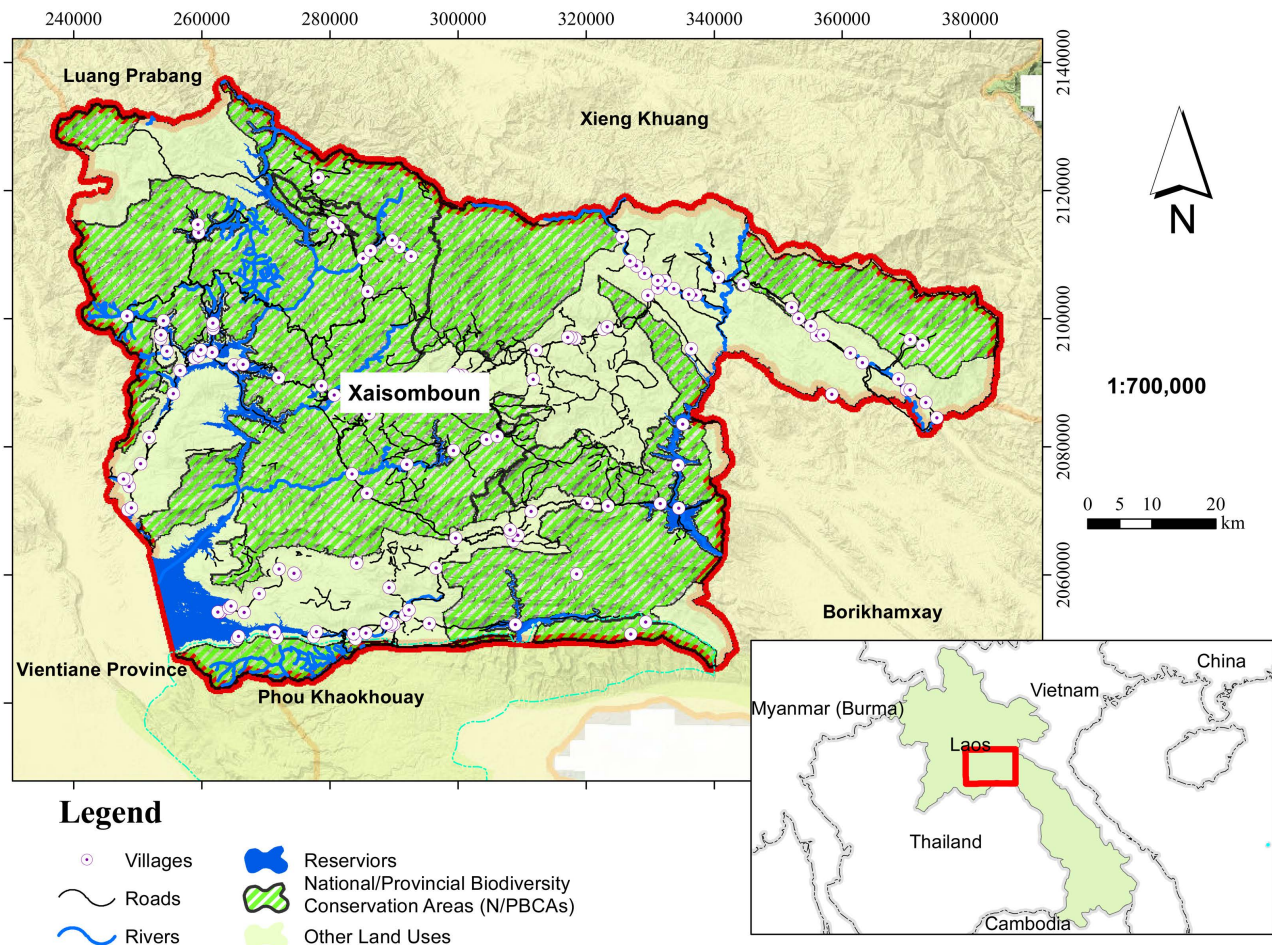 240000 260000 280000 300000 320000 340000 360000 380000
2140000
2120000
2100000
2080000
2060000
Luang Prabang
Xieng Khuang
N
Xaisomboun
1:700,000
0 5 10 20
km
Borikhamxay
Vientiane Province
Phou Khaokhouay
China
Vietnam
Myanmar (Burma)
Laos
Thailand
Cambodia
Legend
Villages
Roads
Rivers
Reserviors
National/Provincial Biodiversity
Conservation Areas (N/PBCAs)
Other Land Uses